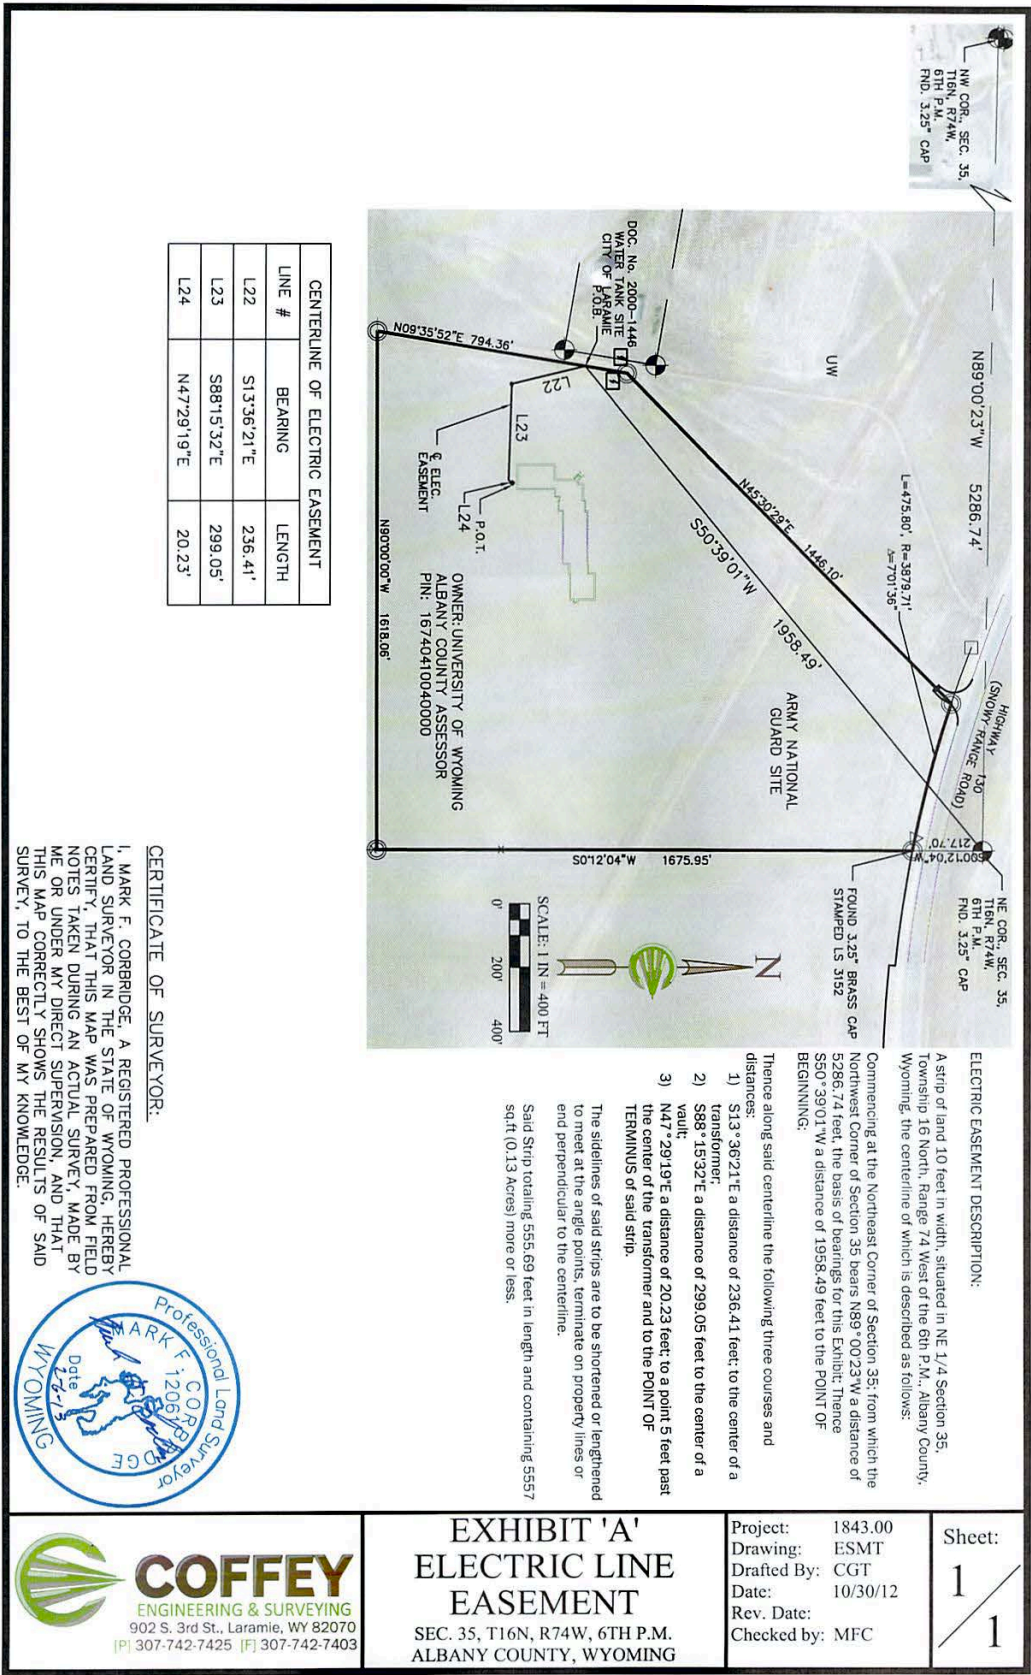 NW COR., SEC. 35,
T16N, R74W,
6TH P.M.
FND. 3.25" CAP
N89°00'23"W 5286.74'
NE COR., SEC. 35,
T16N, R74W,
6TH P.M.
FND. 3.25" CAP
HIGHWAY 130
(SNOWY RANGE ROAD)
S00°12'04"W
217.70'
L=475.80', R=3879.71'
Δ=7°01'36"
FOUND 3.25" BRASS CAP
STAMPED LS 3152
UW
N45°30'29"E 1446.10'
S50°39'01"W 1958.49'
ARMY NATIONAL
GUARD SITE
DOC. No. 2000-1446
WATER TANK SITE
CITY OF LARAMIE
P.O.B.
N09°35'52"E 794.36'
L22
L23
L24
P.O.T.
℄ ELEC.
EASEMENT
OWNER: UNIVERSITY OF WYOMING
ALBANY COUNTY ASSESSOR
PIN: 16740410040000
S0°12'04"W 1675.95'
N90°00'00"W 1618.06'
N
SCALE: 1 IN = 400 FT
0' 200' 400'
CENTERLINE OF ELECTRIC EASEMENT
LINE # BEARING LENGTH
L22 S13°36'21"E 236.41'
L23 S88°15'32"E 299.05'
L24 N47°29'19"E 20.23'
ELECTRIC EASEMENT DESCRIPTION:
A strip of land 10 feet in width, situated in NE 1/4 Section 35,
Township 16 North, Range 74 West of the 6th P.M., Albany County,
Wyoming, the centerline of which is described as follows:
Commencing at the Northeast Corner of Section 35; from which the
Northwest Corner of Section 35 bears N89°00'23"W a distance of
5286.74 feet, the basis of bearings for this Exhibit; Thence
S50°39'01"W a distance of 1958.49 feet to the POINT OF
BEGINNING;
Thence along said centerline the following three courses and
distances:
1) S13°36'21"E a distance of 236.41 feet; to the center of a
transformer;
2) S88°15'32"E a distance of 299.05 feet to the center of a
vault;
3) N47°29'19"E a distance of 20.23 feet; to a point 5 feet past
the center of the transformer and to the POINT OF
TERMINUS of said strip.
The sidelines of said strips are to be shortened or lengthened
to meet at the angle points, terminate on property lines or
end perpendicular to the centerline.
Said Strip totaling 555.69 feet in length and containing 5557
sq.ft (0.13 Acres) more or less.
CERTIFICATE OF SURVEYOR:
I, MARK F. CORBRIDGE, A REGISTERED PROFESSIONAL
LAND SURVEYOR IN THE STATE OF WYOMING, HEREBY
CERTIFY, THAT THIS MAP WAS PREPARED FROM FIELD
NOTES TAKEN DURING AN ACTUAL SURVEY, MADE BY
ME OR UNDER MY DIRECT SUPERVISION, AND THAT
THIS MAP CORRECTLY SHOWS THE RESULTS OF SAID
SURVEY, TO THE BEST OF MY KNOWLEDGE.
Professional Land Surveyor
MARK F. CORBRIDGE
12061
Date
2-6-13
WYOMING
COFFEY
ENGINEERING & SURVEYING
902 S. 3rd St., Laramie, WY 82070
[P] 307-742-7425 [F] 307-742-7403
EXHIBIT 'A'
ELECTRIC LINE
EASEMENT
SEC. 35, T16N, R74W, 6TH P.M.
ALBANY COUNTY, WYOMING
Project: 1843.00
Drawing: ESMT
Drafted By: CGT
Date: 10/30/12
Rev. Date:
Checked by: MFC
Sheet:
1/1